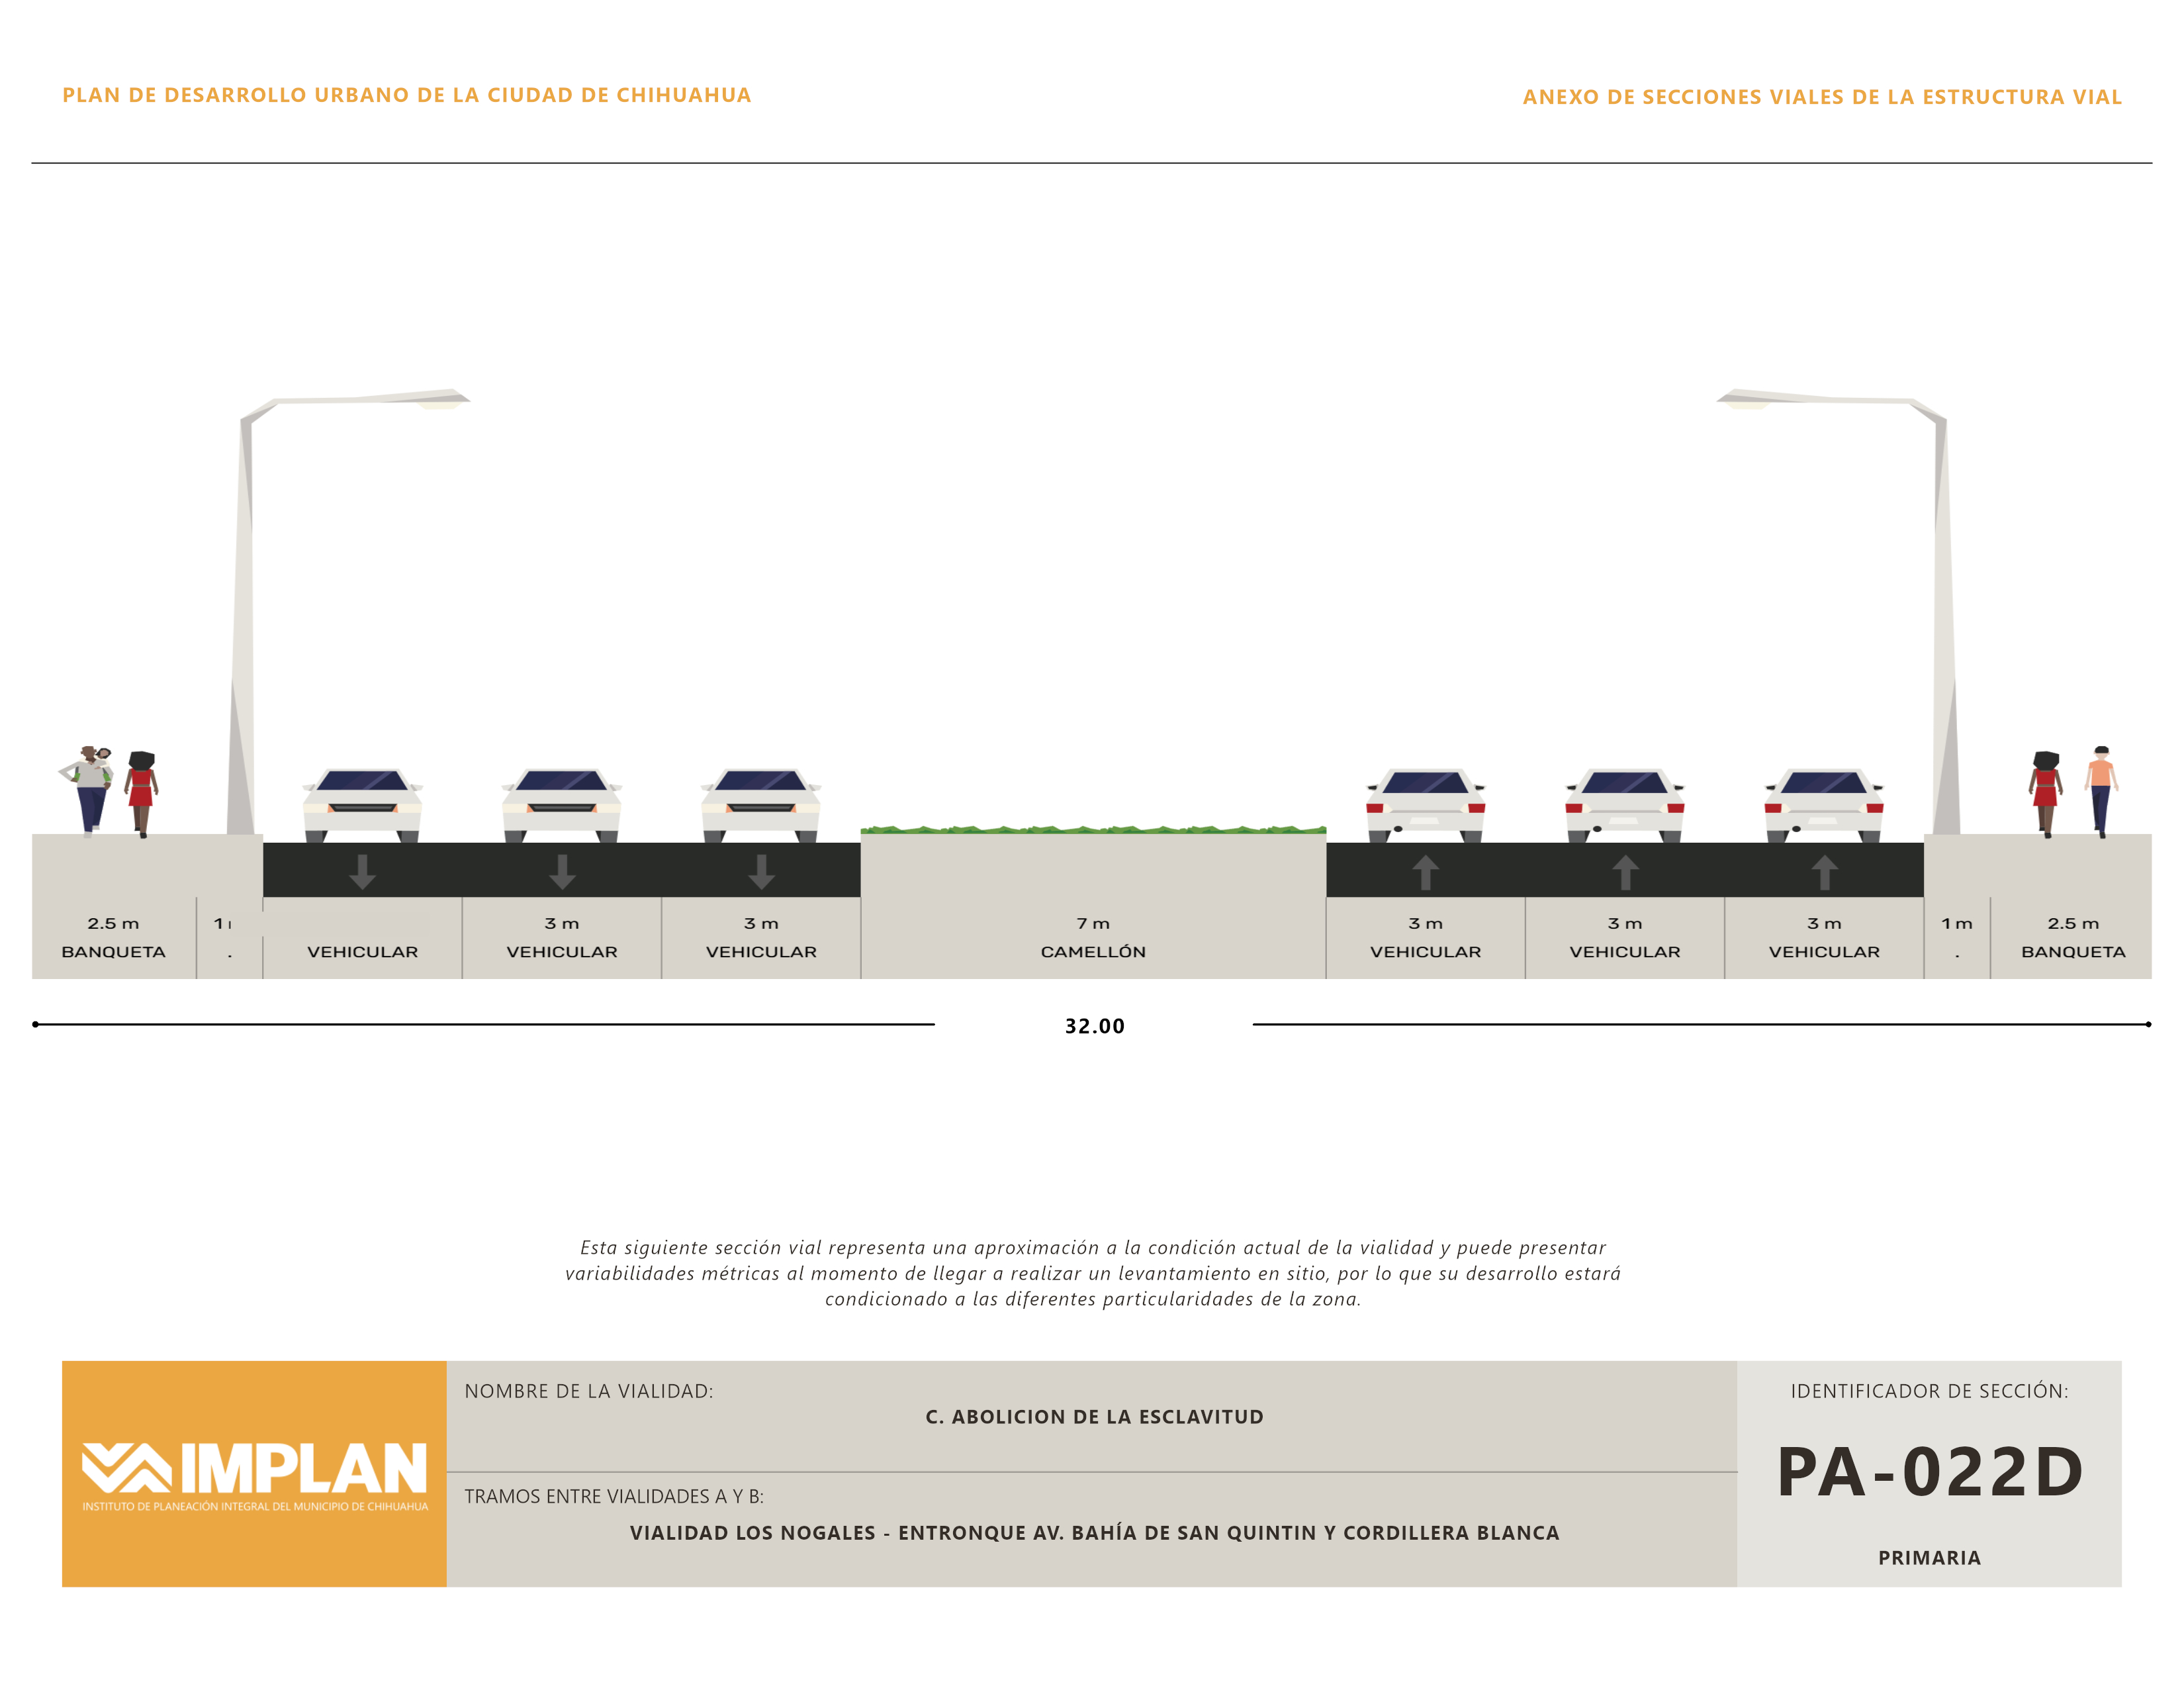 PLAN DE DESARROLLO URBANO DE LA CIUDAD DE CHIHUAHUA
ANEXO DE SECCIONES VIALES DE LA ESTRUCTURA VIAL
2.5 m 1 3 m 3 m 7 m 3 m 3 m 3 m 1 m 2.5 m
BANQUETA . VEHICULAR VEHICULAR VEHICULAR CAMELLÓN VEHICULAR VEHICULAR VEHICULAR . BANQUETA
32.00
Esta siguiente sección vial representa una aproximación a la condición actual de la vialidad y puede presentar
variabilidades métricas al momento de llegar a realizar un levantamiento en sitio, por lo que su desarrollo estará
condicionado a las diferentes particularidades de la zona.
IMPLAN
INSTITUTO DE PLANEACIÓN INTEGRAL DEL MUNICIPIO DE CHIHUAHUA
NOMBRE DE LA VIALIDAD:
C. ABOLICION DE LA ESCLAVITUD
TRAMOS ENTRE VIALIDADES A Y B:
VIALIDAD LOS NOGALES - ENTRONQUE AV. BAHÍA DE SAN QUINTIN Y CORDILLERA BLANCA
IDENTIFICADOR DE SECCIÓN:
PA-022D
PRIMARIA